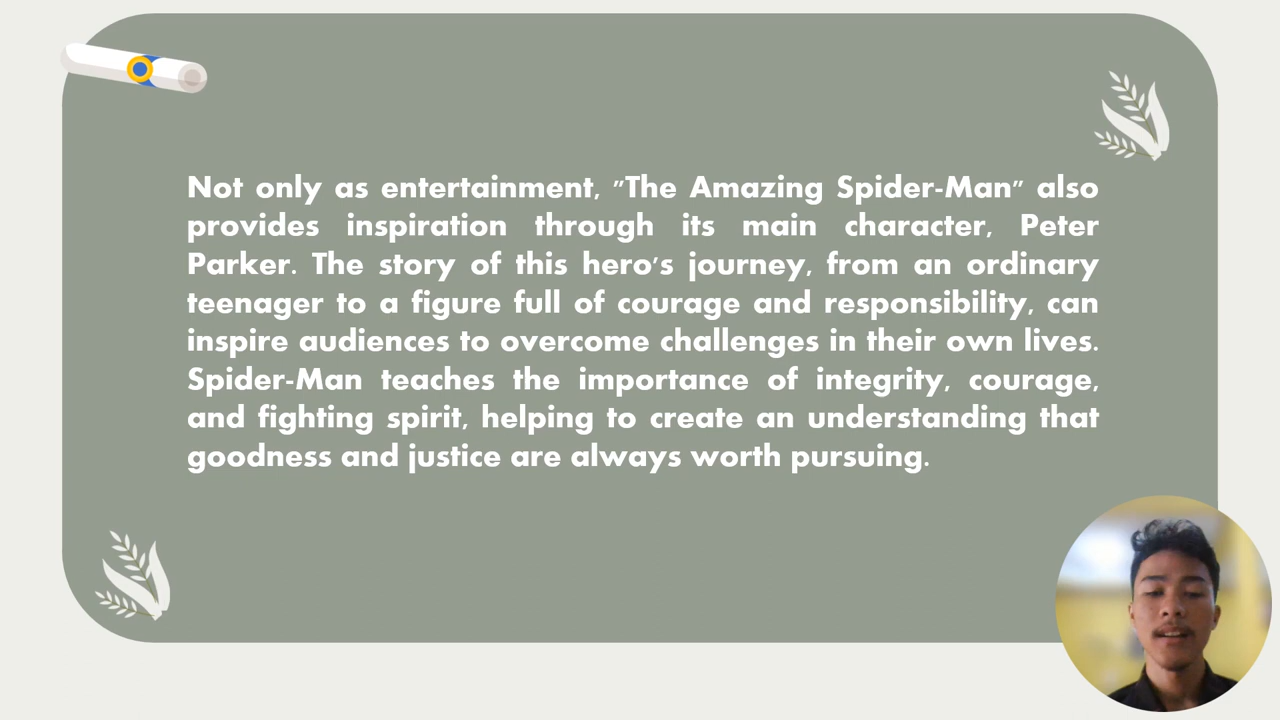 Not only as entertainment, "The Amazing Spider-Man" also
provides inspiration through its main character, Peter
Parker. The story of this hero's journey, from an ordinary
teenager to a figure full of courage and responsibility, can
inspire audiences to overcome challenges in their own lives.
Spider-Man teaches the importance of integrity, courage,
and fighting spirit, helping to create an understanding that
goodness and justice are always worth pursuing.